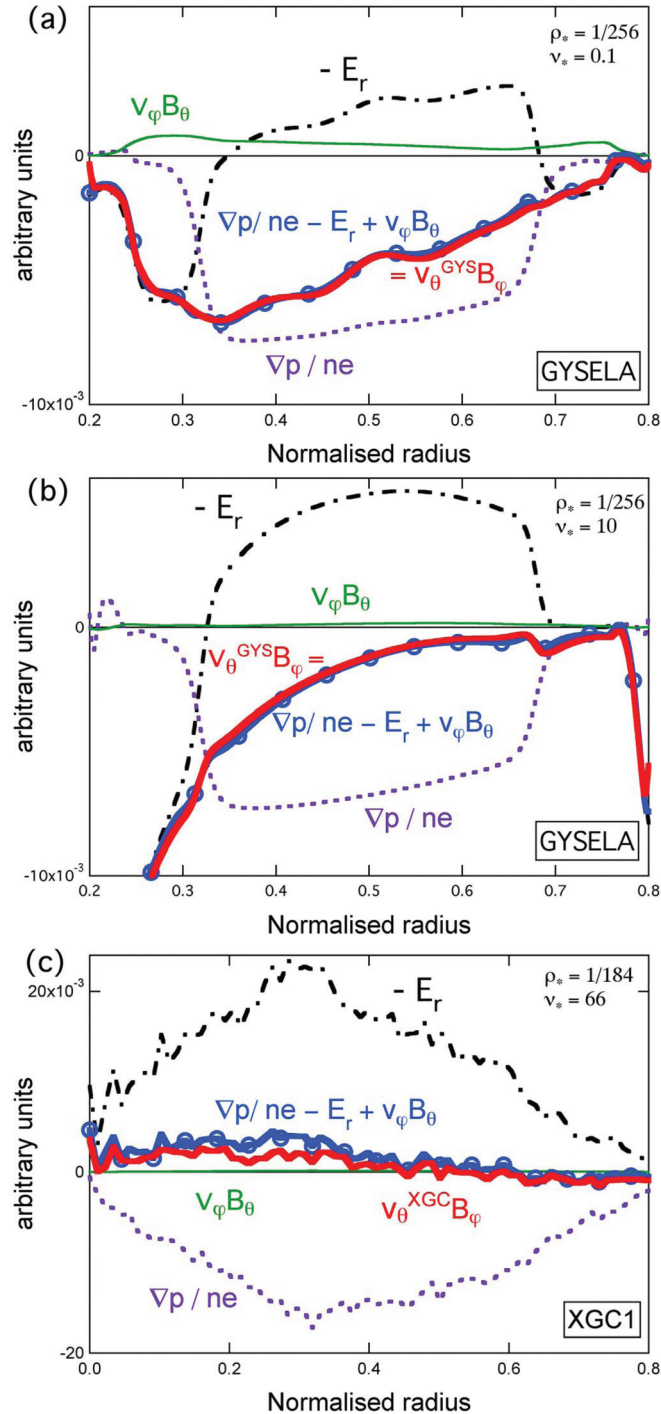 (a)
ρ* = 1/256
ν* = 0.1
- Er
vφBθ
0
arbitrary units
∇p/ ne - Er + vφBθ
= vθGYSBφ
∇p / ne
GYSELA
-10x10-3
0.2 0.3 0.4 0.5 0.6 0.7 0.8
Normalised radius
(b)
ρ* = 1/256
ν* = 10
- Er
vφBθ
0
arbitrary units
vθGYSBφ =
∇p/ ne - Er + vφBθ
∇p / ne
GYSELA
-10x10-3
0.2 0.3 0.4 0.5 0.6 0.7 0.8
Normalised radius
(c)
20x10-3
ρ* = 1/184
ν* = 66
- Er
arbitrary units
∇p/ ne - Er + vφBθ
0
vφBθ
vθXGCBφ
∇p / ne
XGC1
-20
0.0 0.2 0.4 0.6 0.8
Normalised radius